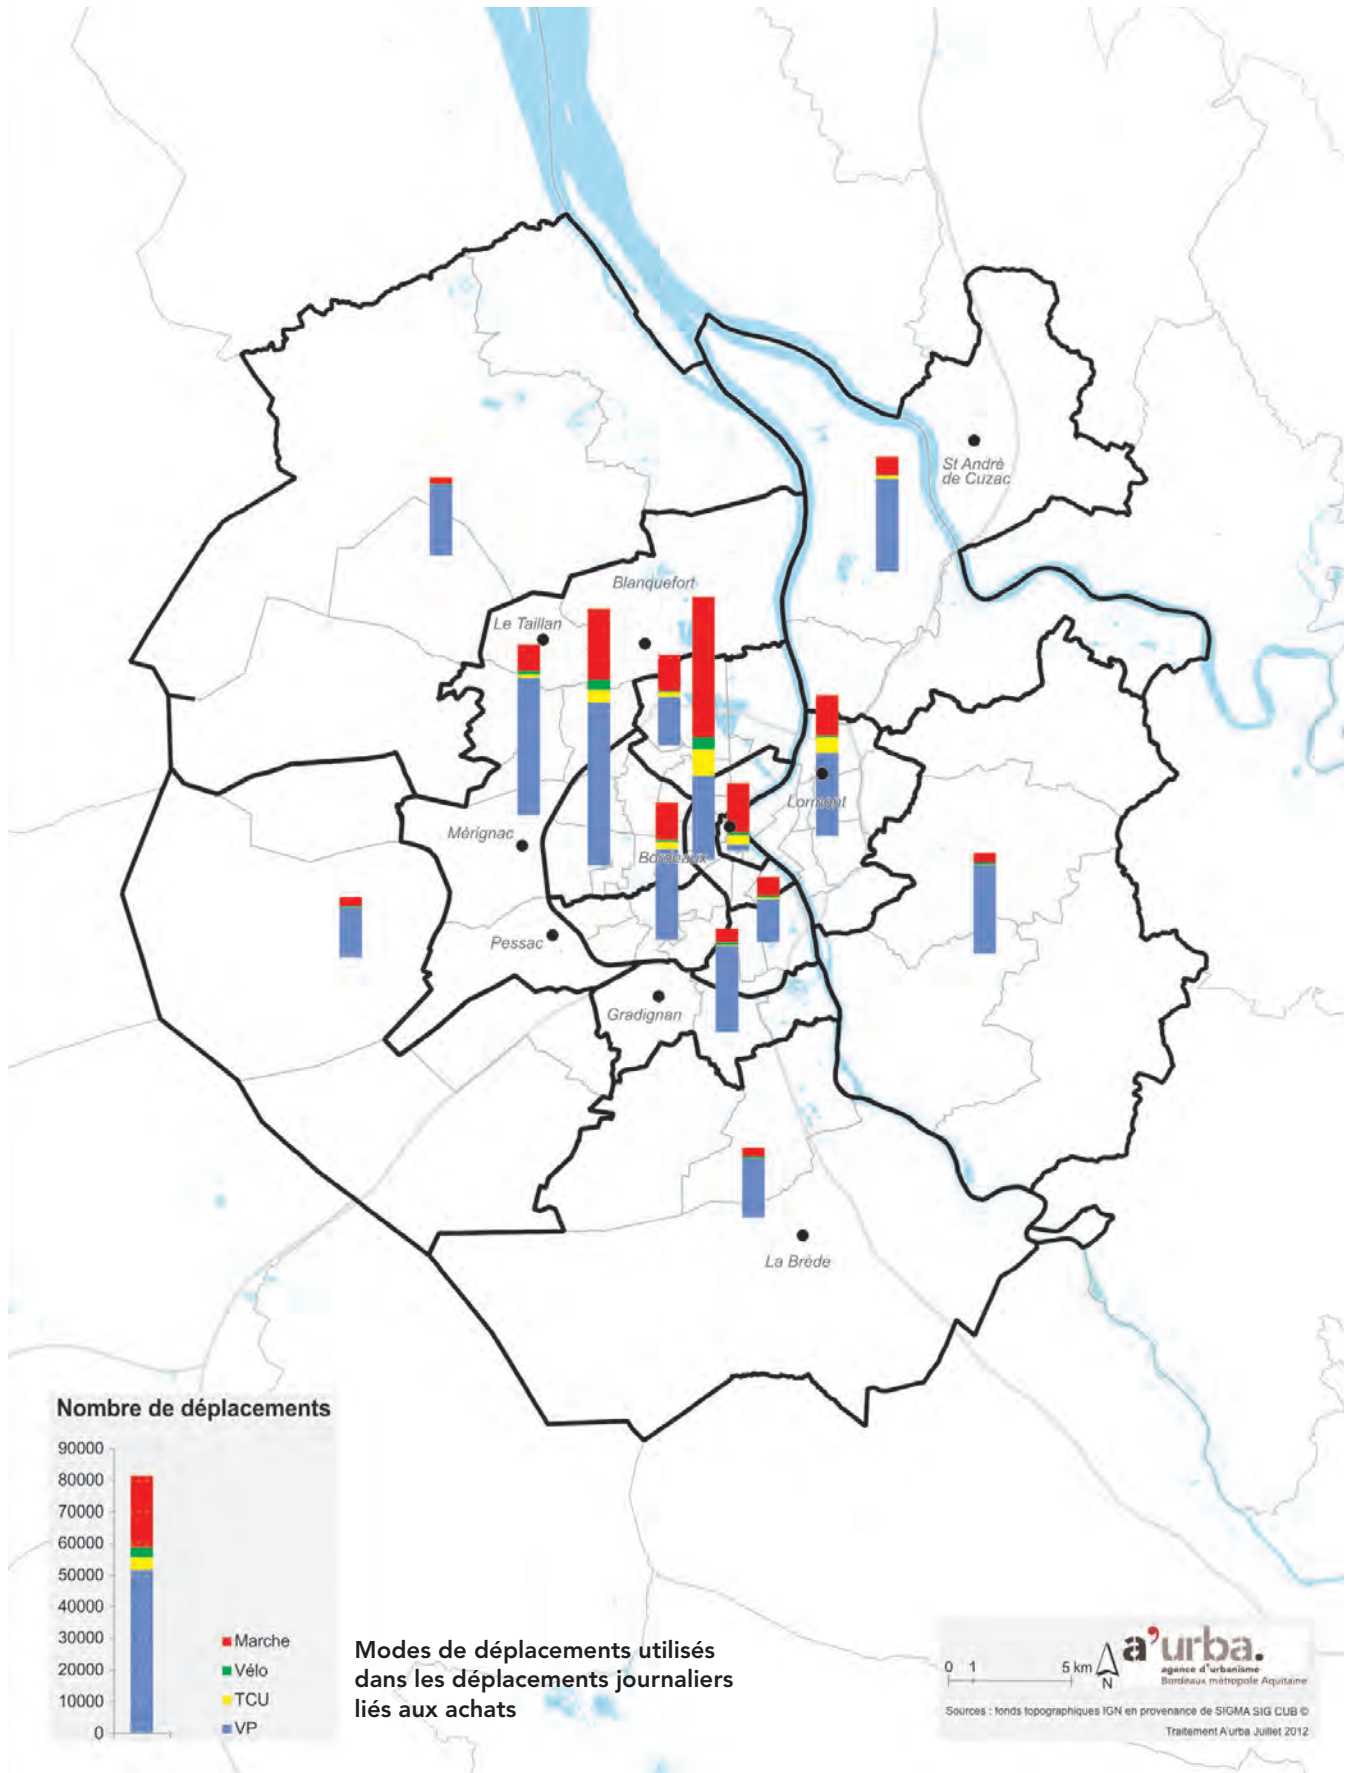 St André
de Cuzac
Blanquefort
Le Taillan
Lormont
Mérignac
Bordeaux
Pessac
Gradignan
La Brède
Nombre de déplacements
90000
80000
70000
60000
50000
40000
30000
20000
10000
0
Marche
Vélo
TCU
VP
Modes de déplacements utilisés
dans les déplacements journaliers
liés aux achats
0 1 5 km
N
a'urba.
agence d'urbanisme
Bordeaux métropole Aquitaine
Sources : fonds topographiques IGN en provenance de SIGMA SIG CUB ©
Traitement A'urba Juillet 2012